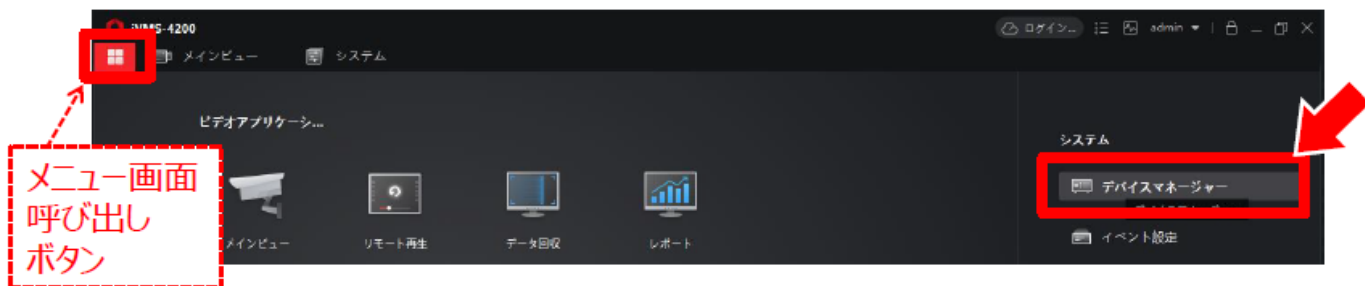 iVMS-4200
ログイン... admin
メインビュー システム
ビデオアプリケーシ...
システム
メニュー画面
呼び出し
ボタン
デバイスマネージャー
メインビュー リモート再生 データ回収 レポート
イベント設定